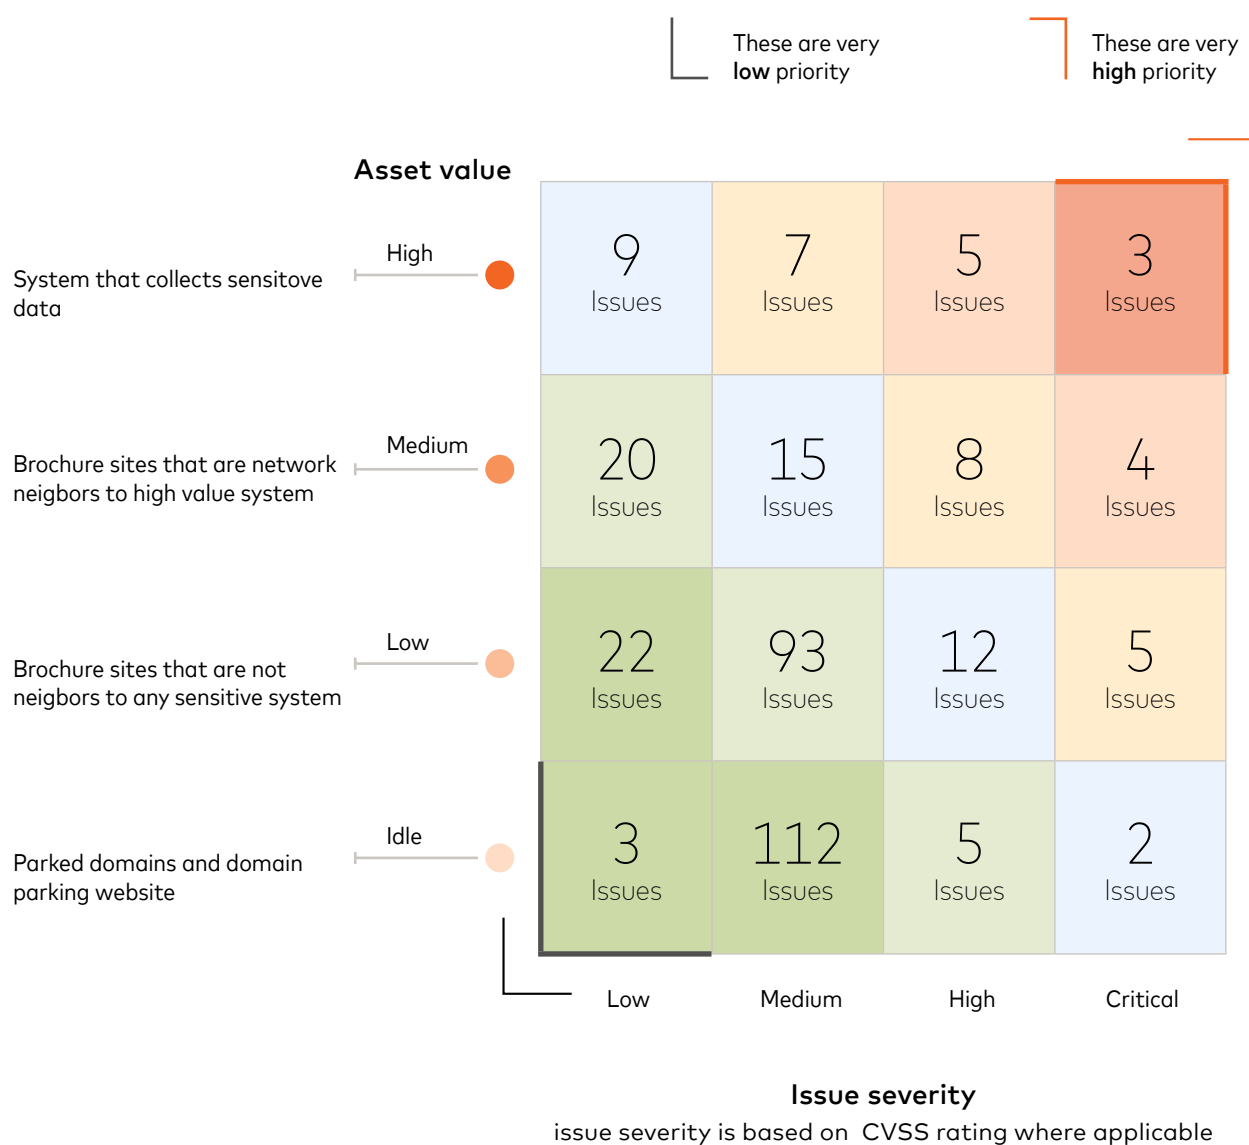 These are very
low priority
These are very
high priority
Asset value
High
System that collects sensitove
data
9
Issues
7
Issues
5
Issues
3
Issues
Medium
Brochure sites that are network
neigbors to high value system
20
Issues
15
Issues
8
Issues
4
Issues
Low
Brochure sites that are not
neigbors to any sensitive system
22
Issues
93
Issues
12
Issues
5
Issues
Idle
Parked domains and domain
parking website
3
Issues
112
Issues
5
Issues
2
Issues
Low
Medium
High
Critical
Issue severity
issue severity is based on CVSS rating where applicable